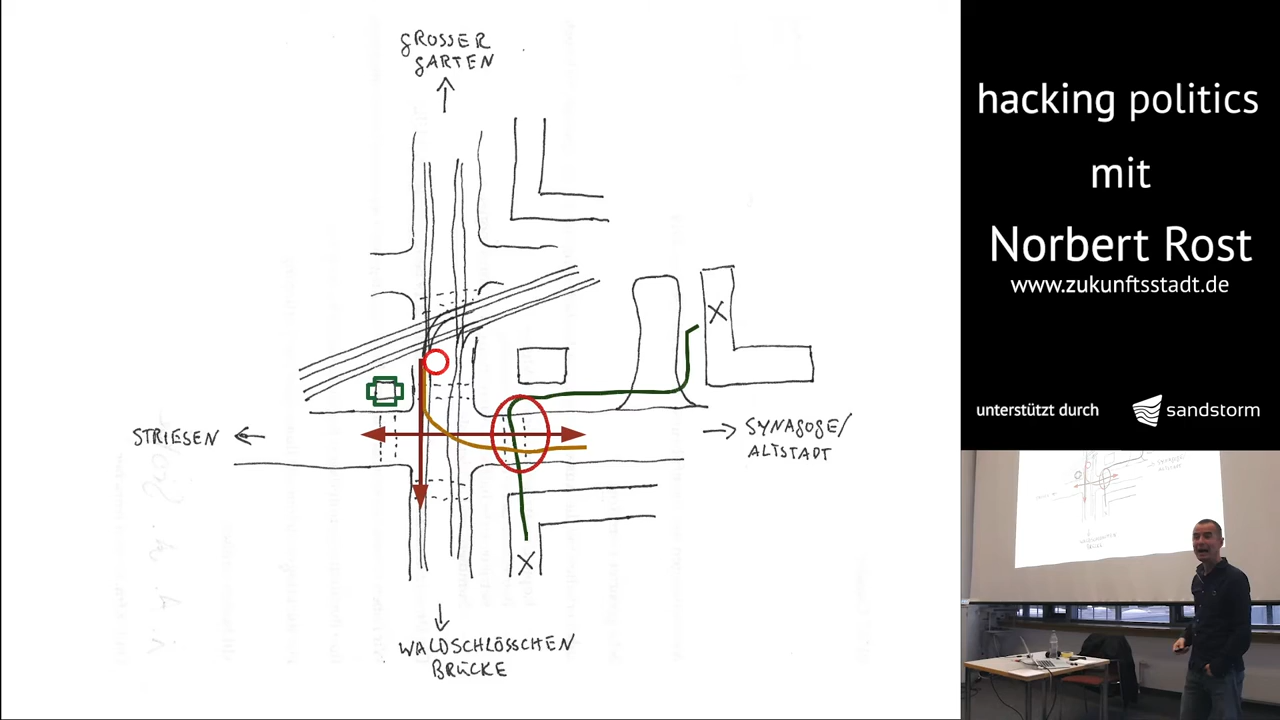 GROSSER
GARTEN
STRIESEN
SYNAGOGE/
ALTSTADT
WALDSCHLÖSSCHEN
BRÜCKE
X
X
hacking politics
mit
Norbert Rost
www.zukunftsstadt.de
unterstützt durch
sandstorm